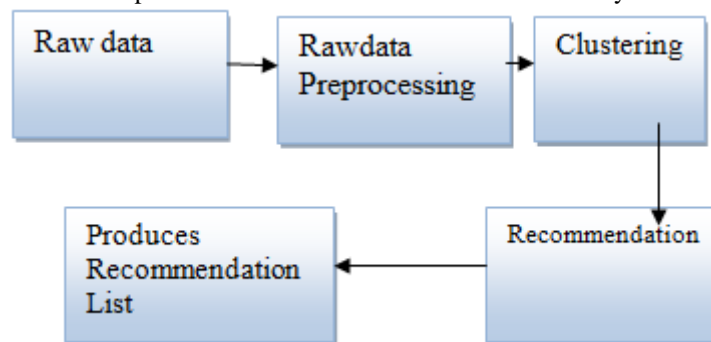 Raw data
Rawdata
Preprocessing
Clustering
Recommendation
Produces
Recommendation
List